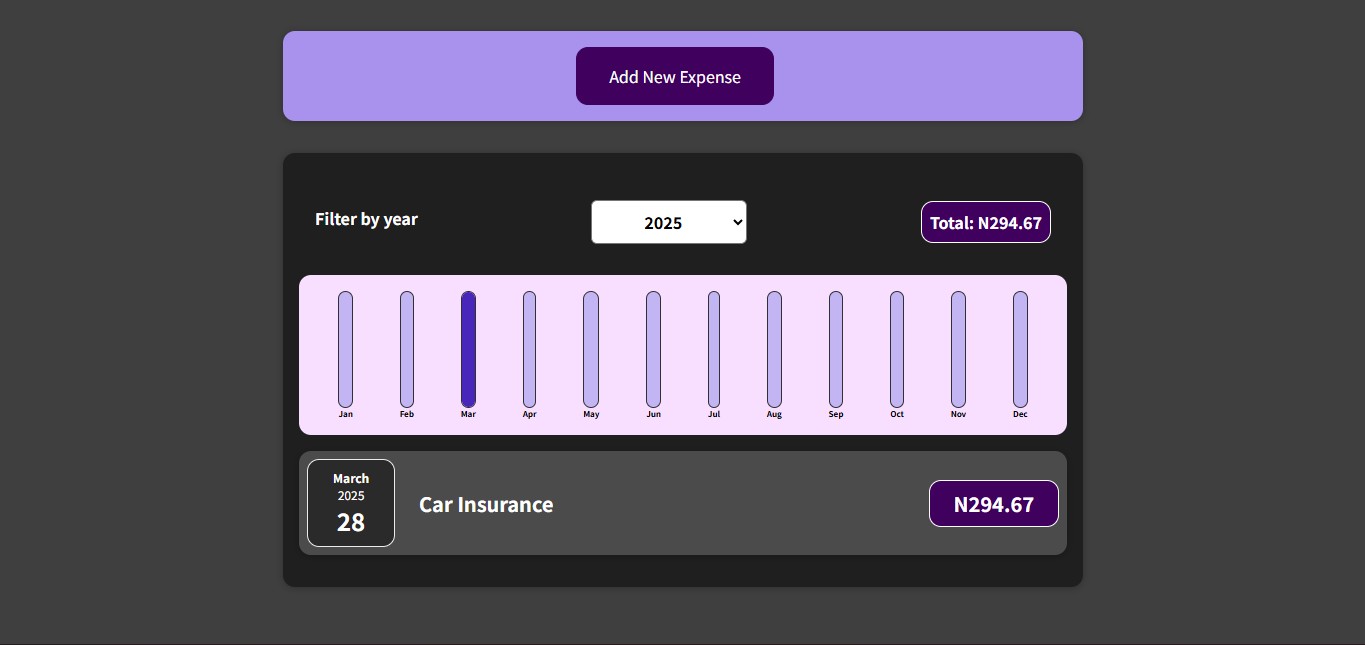 Add New Expense
Filter by year
2025
Total: N294.67
Jan Feb Mar Apr May Jun Jul Aug Sep Oct Nov Dec
March
2025
28
Car Insurance
N294.67